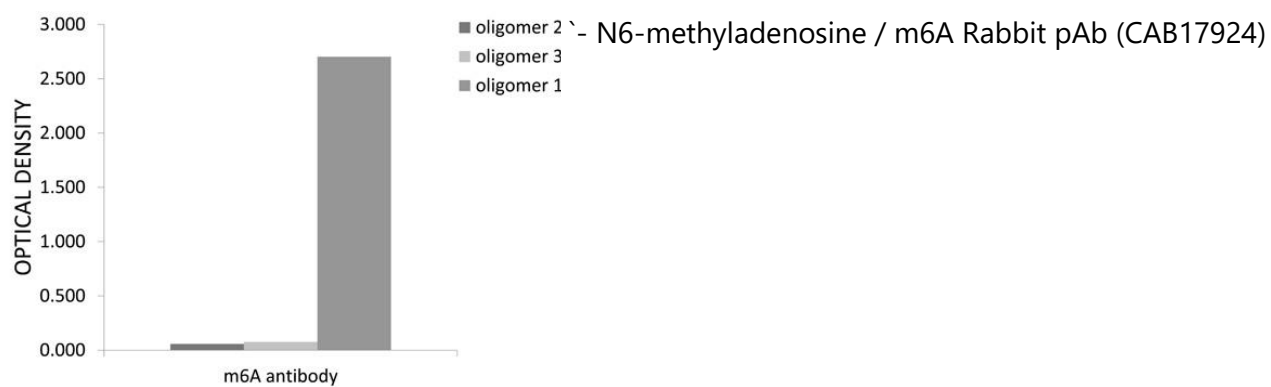 3.000
2.500
2.000
1.500
1.000
0.500
0.000
OPTICAL DENSITY
m6A antibody
oligomer 2
oligomer 3
oligomer 1
`- N6-methyladenosine / m6A Rabbit pAb (CAB17924)